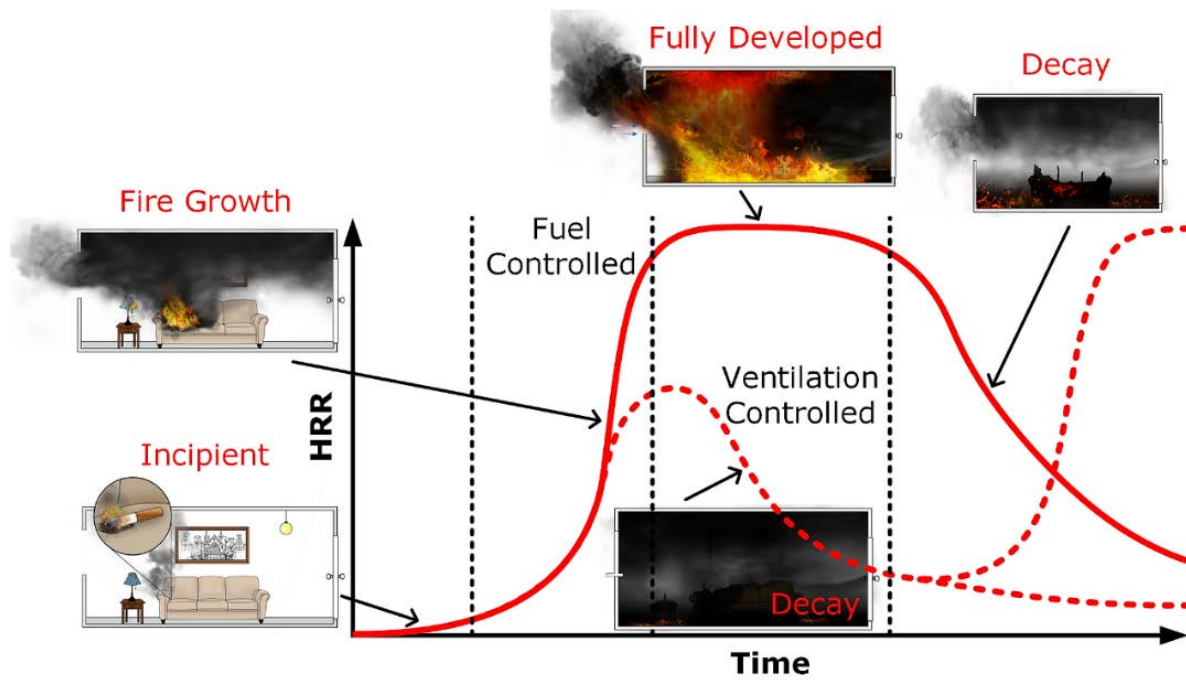 Fully Developed
Decay
Fire Growth
Fuel
Controlled
Ventilation
Controlled
HRR
Incipient
Decay
Time